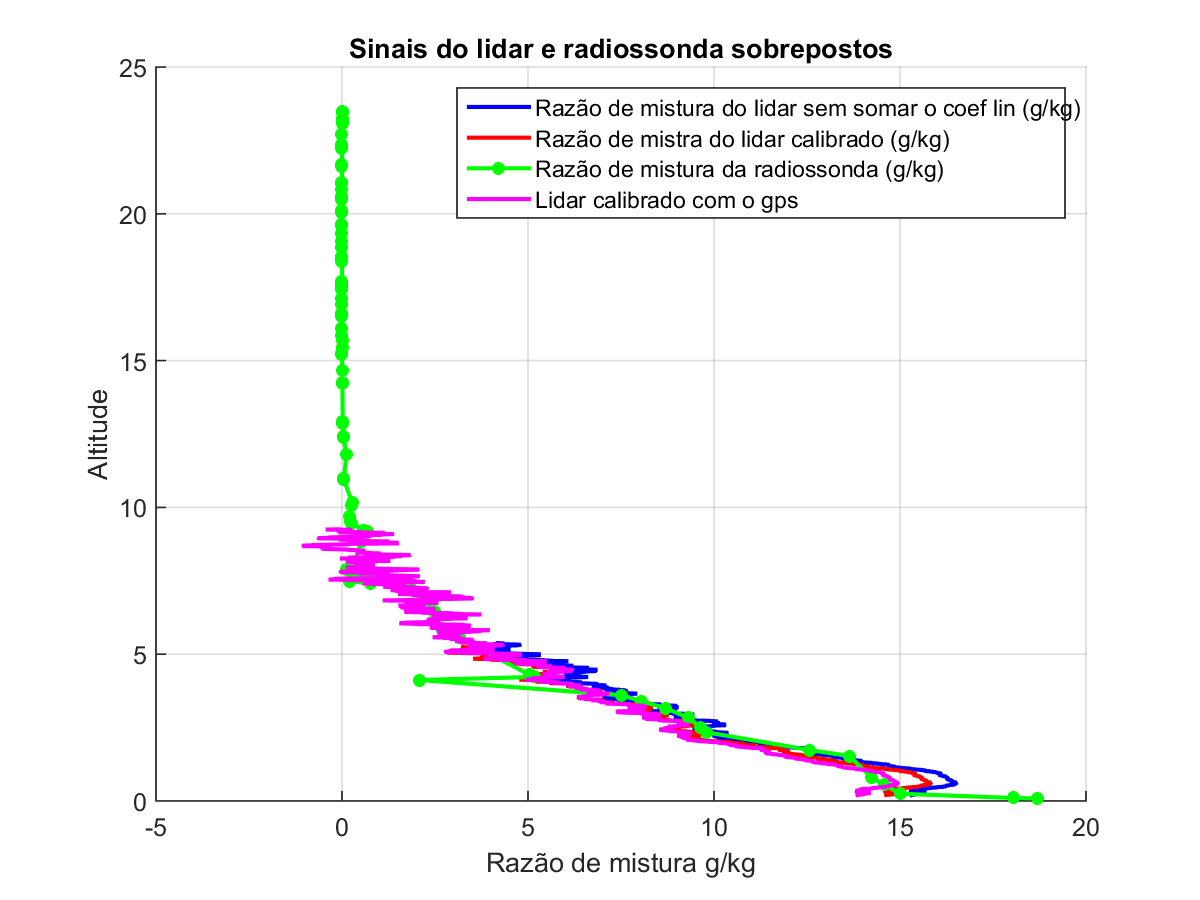 Sinais do lidar e radiossonda sobrepostos
25
Razão de mistura do lidar sem somar o coef lin (g/kg)
Razão de mistra do lidar calibrado (g/kg)
Razão de mistura da radiossonda (g/kg)
Lidar calibrado com o gps
20
15
Altitude
10
5
0
-5 0 5 10 15 20
Razão de mistura g/kg